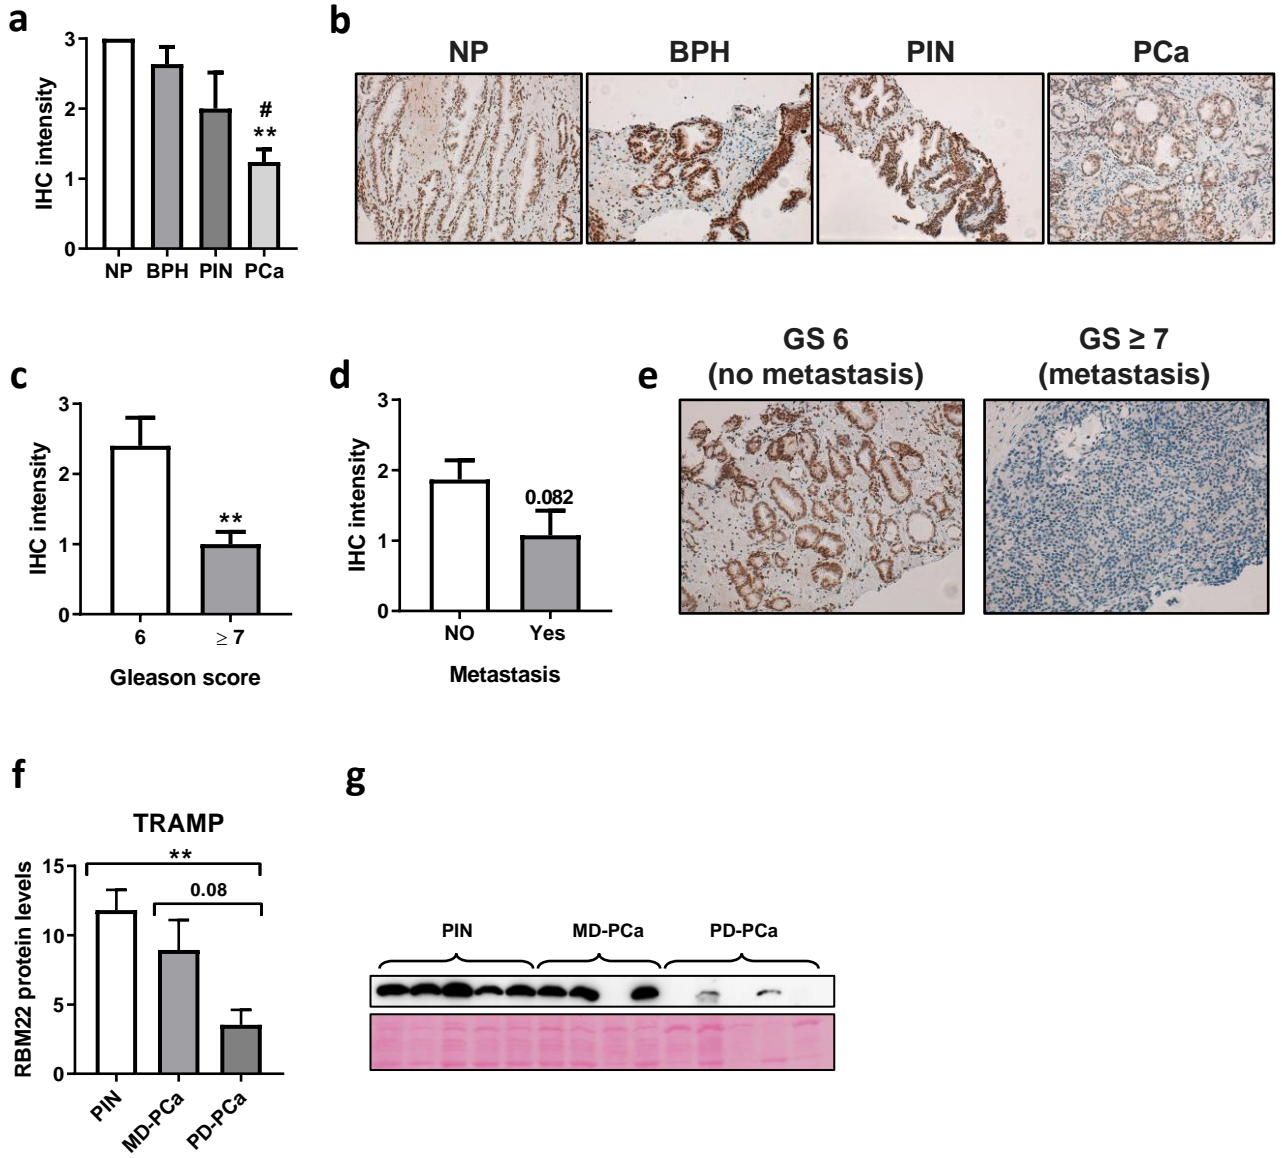 a
3
2
1
0
IHC intensity
#
**
NP BPH PIN PCa
b
NP BPH PIN PCa
c
3
2
1
0
IHC intensity
**
6 ≥ 7
Gleason score
d
3
2
1
0
IHC intensity
0.082
NO Yes
Metastasis
e
GS 6
(no metastasis)
GS ≥ 7
(metastasis)
f
TRAMP
**
0.08
15
10
5
0
RBM22 protein levels
PIN
MD-PCa
PD-PCa
g
PIN MD-PCa PD-PCa